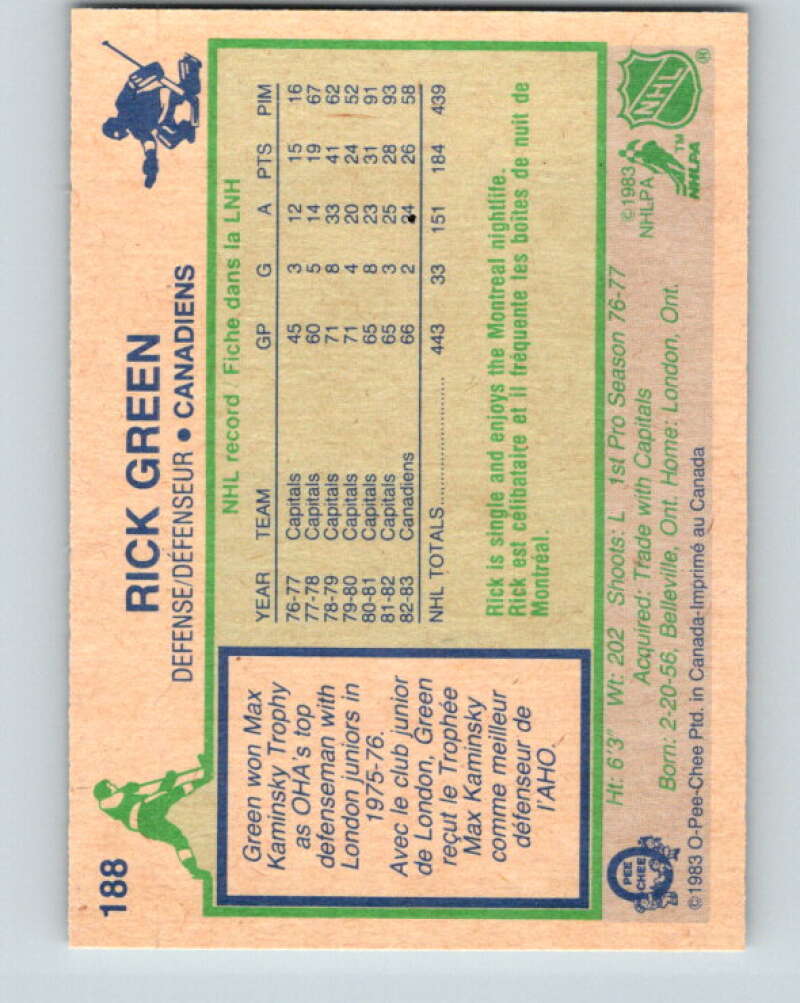 188
RICK GREEN
DEFENSE/DÉFENSEUR • CANADIENS
Green won Max
Kaminsky Trophy
as OHA's top
defenseman with
London juniors in
1975-76.
Avec le club junior
de London, Green
reçut le Trophée
Max Kaminsky
comme meilleur
défenseur de
l'AHO.
NHL record / Fiche dans la LNH
YEAR TEAM GP G A PTS PIM
76-77 Capitals 45 3 12 15 16
77-78 Capitals 60 5 14 19 67
78-79 Capitals 71 8 33 41 62
79-80 Capitals 71 4 20 24 52
80-81 Capitals 65 8 23 31 91
81-82 Capitals 65 3 25 28 93
82-83 Canadiens 66 2 24 26 58
NHL TOTALS.................... 443 33 151 184 439
Rick is single and enjoys the Montreal nightlife.
Rick est célibataire et il fréquente les boîtes de nuit de
Montréal.
Ht: 6'3" Wt: 202 Shoots: L 1st Pro Season 76-77
Acquired: Trade with Capitals
Born: 2-20-56, Belleville, Ont. Home: London, Ont.
©1983 O-Pee-Chee Ptd. in Canada-Imprimé au Canada
O
PEE
CHEE
©1983
NHLPA
NHL
®
TM
NHLPA